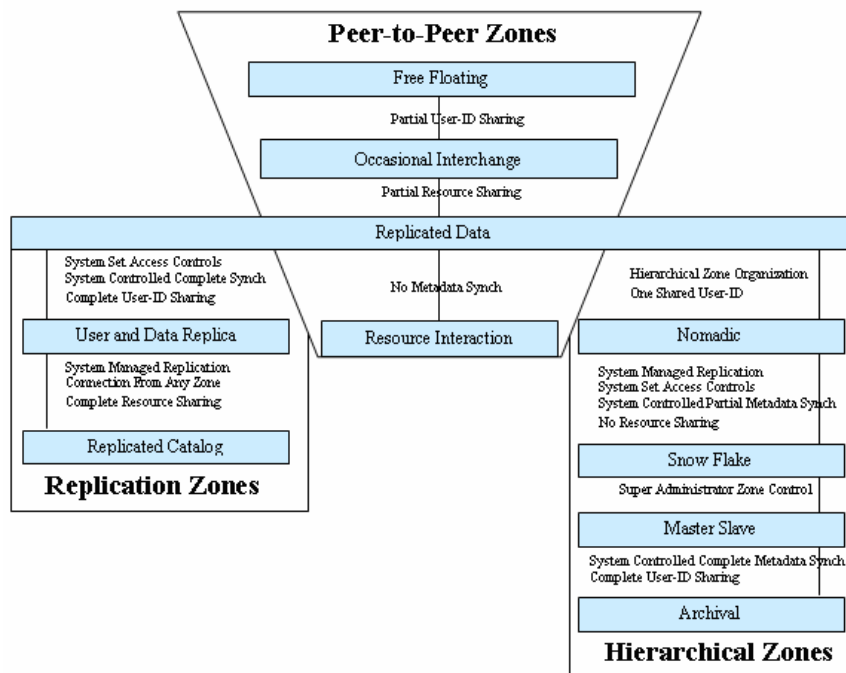 Peer-to-Peer Zones
Free Floating
Partial User-ID Sharing
Occasional Interchange
Partial Resource Sharing
Replicated Data
System Set Access Controls
System Controlled Complete Synch
Complete User-ID Sharing
User and Data Replica
System Managed Replication
Connection From Any Zone
Complete Resource Sharing
Replicated Catalog
Replication Zones
No Metadata Synch
Resource Interaction
Hierarchical Zone Organization
One Shared User-ID
Nomadic
System Managed Replication
System Set Access Controls
System Controlled Partial Metadata Synch
No Resource Sharing
Snow Flake
Super Administrator Zone Control
Master Slave
System Controlled Complete Metadata Synch
Complete User-ID Sharing
Archival
Hierarchical Zones